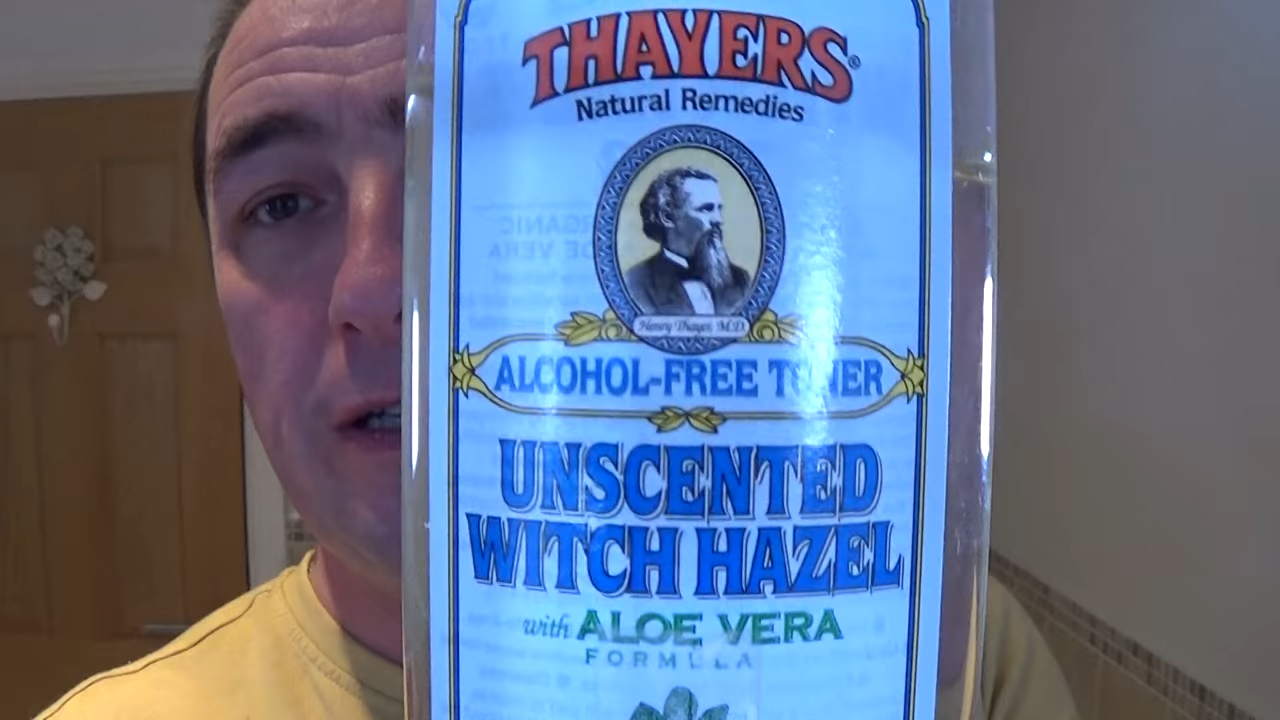 THAYERS®
Natural Remedies
Henry Thayer, M.D.
ALCOHOL-FREE TONER
UNSCENTED
WITCH HAZEL
with ALOE VERA
FORMULA